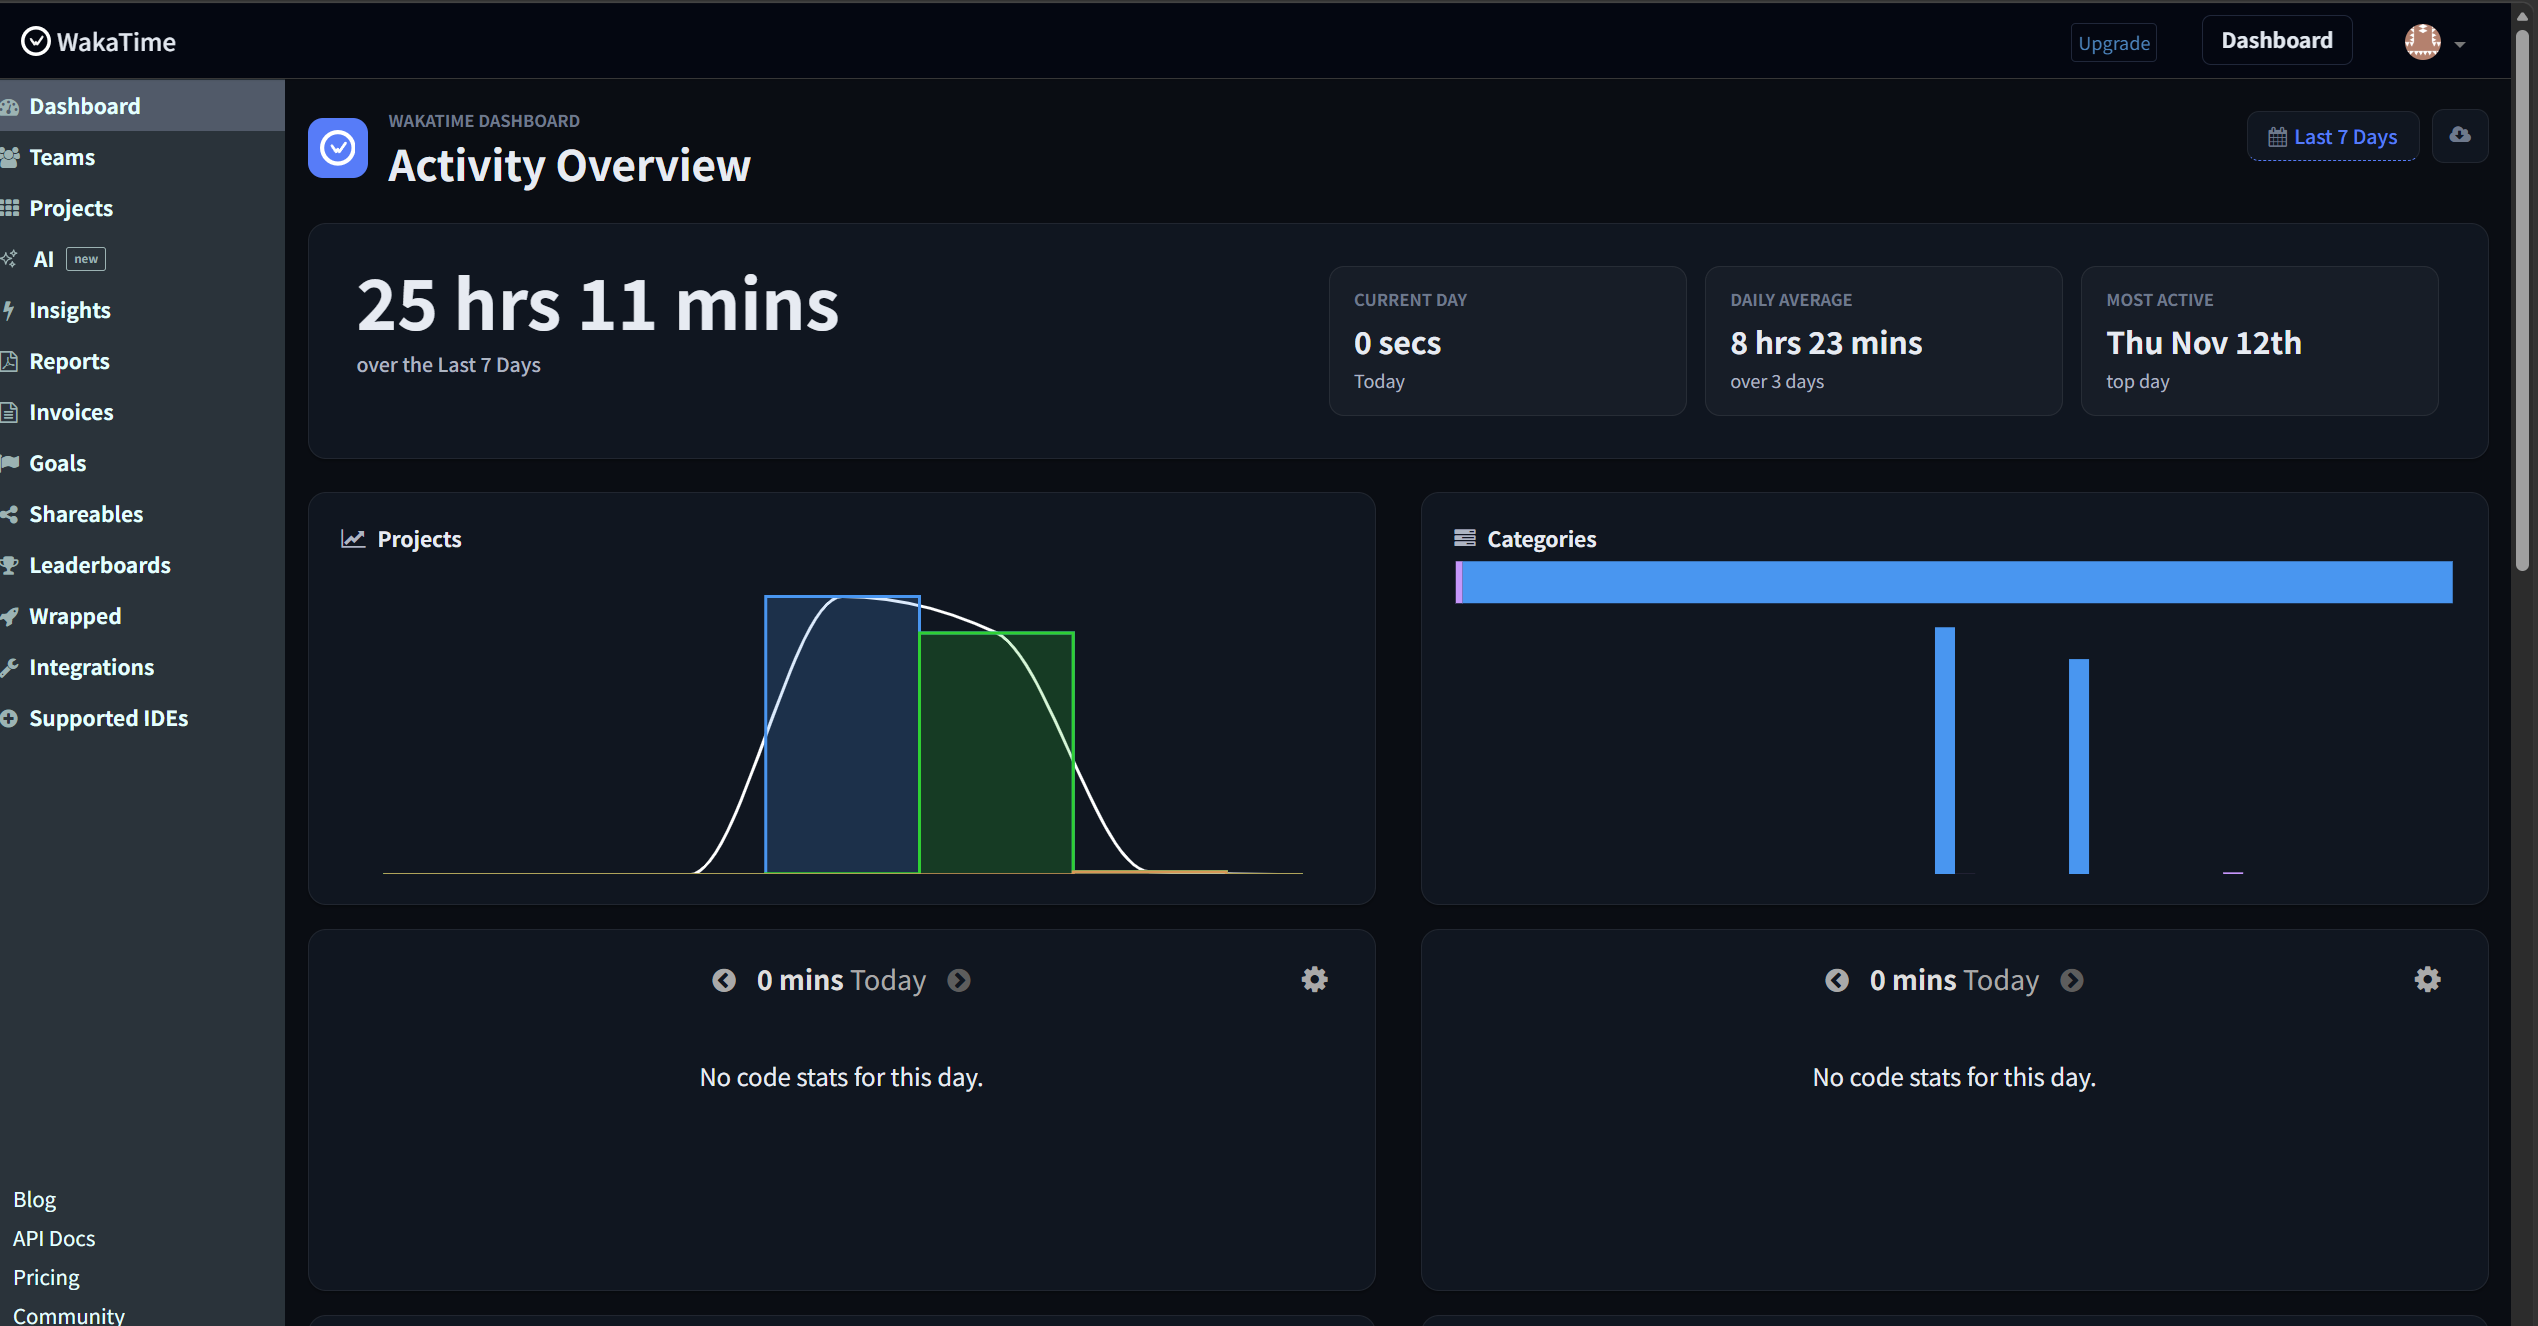 WakaTime
Upgrade
Dashboard
Dashboard
Teams
Projects
AI new
Insights
Reports
Invoices
Goals
Shareables
Leaderboards
Wrapped
Integrations
Supported IDEs
Blog
API Docs
Pricing
Community
WAKATIME DASHBOARD
Activity Overview
Last 7 Days
25 hrs 11 mins
over the Last 7 Days
CURRENT DAY
0 secs
Today
DAILY AVERAGE
8 hrs 23 mins
over 3 days
MOST ACTIVE
Thu Nov 12th
top day
Projects
Categories
0 mins Today
No code stats for this day.
0 mins Today
No code stats for this day.